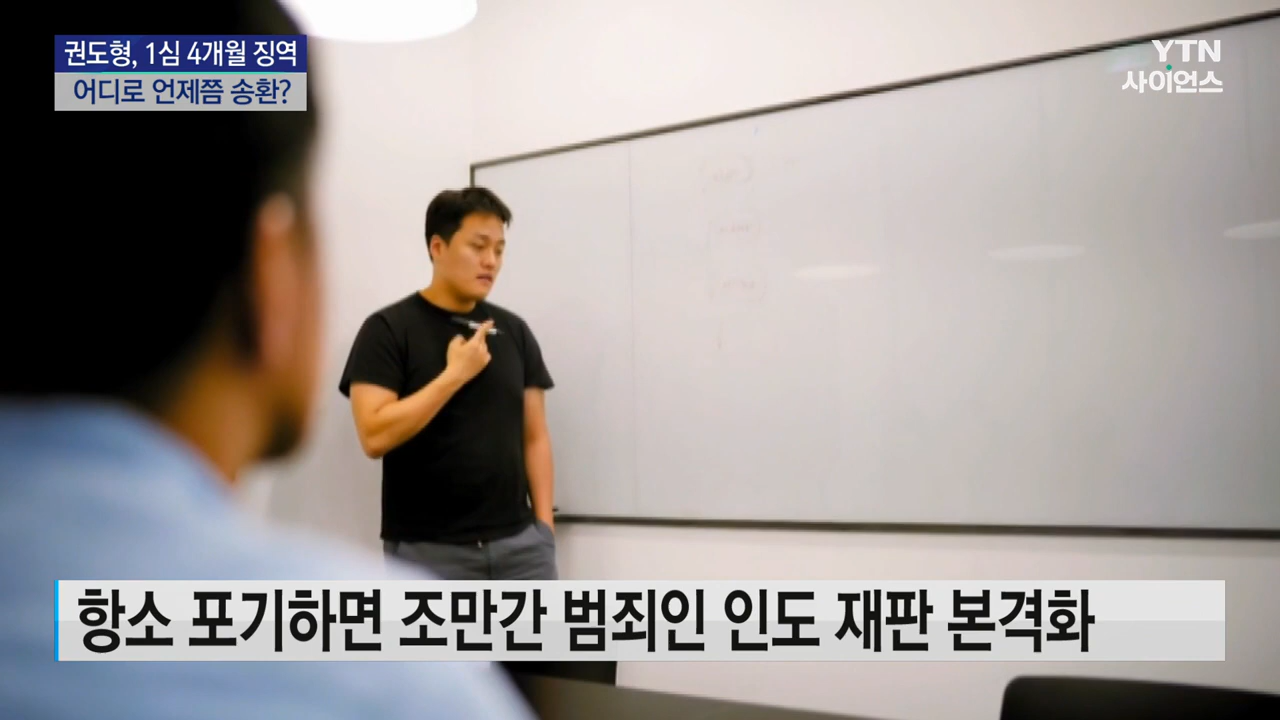 권도형, 1심 4개월 징역
어디로 언제쯤 송환?
YTN
사이언스
항소 포기하면 조만간 범죄인 인도 재판 본격화